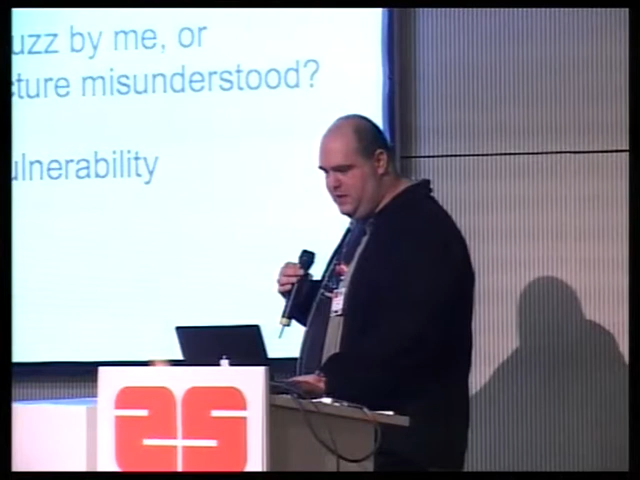 uzz by me, or
cture misunderstood?
ulnerability